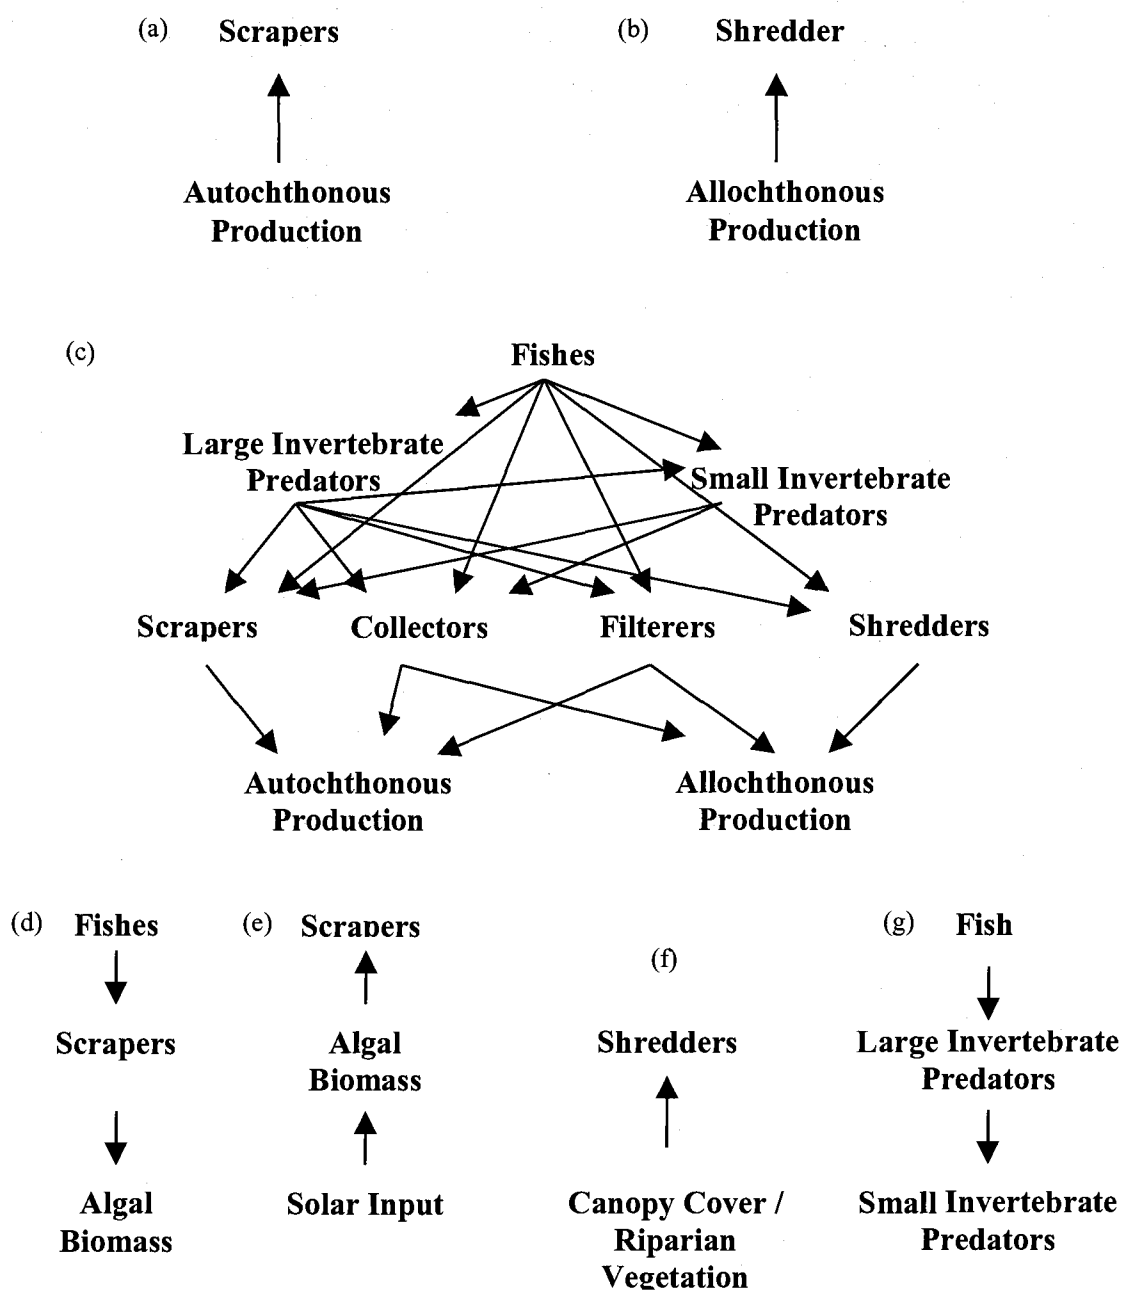 (a) Scrapers
(b) Shredder
Autochthonous
Production
Allochthonous
Production
(c)
Fishes
Large Invertebrate
Predators
Small Invertebrate
Predators
Scrapers
Collectors
Filterers
Shredders
Autochthonous
Production
Allochthonous
Production
(d) Fishes
Scrapers
Algal
Biomass
(e) Scrapers
Algal
Biomass
Solar Input
(f)
Shredders
Canopy Cover /
Riparian
Vegetation
(g) Fish
Large Invertebrate
Predators
Small Invertebrate
Predators